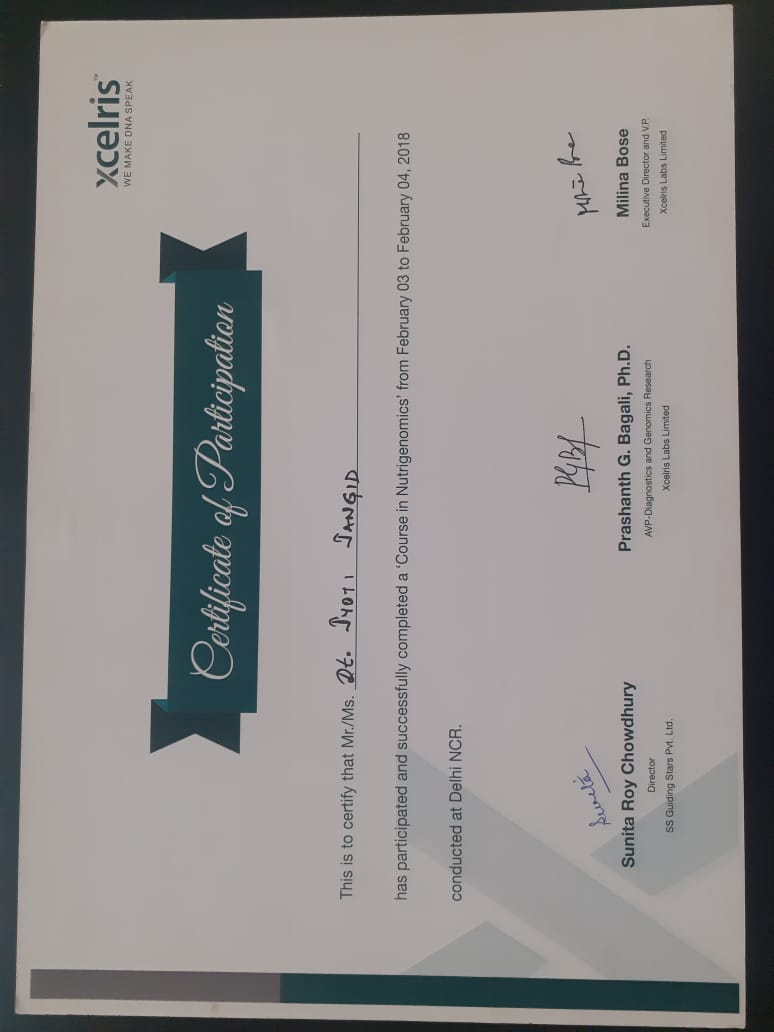 xcelris™
WE MAKE DNA SPEAK
Certificate of Participation
This is to certify that Mr./Ms. Dt. JYOTI JANGID
has participated and successfully completed a ‘Course in Nutrigenomics’ from February 03 to February 04, 2018
conducted at Delhi NCR.
Sunita
Sunita Roy Chowdhury
Director
SS Guiding Stars Pvt. Ltd.
Prashanth G. Bagali, Ph.D.
AVP-Diagnostics and Genomics Research
Xcelris Labs Limited
Milina Bose
Executive Director and V.P.
Xcelris Labs Limited